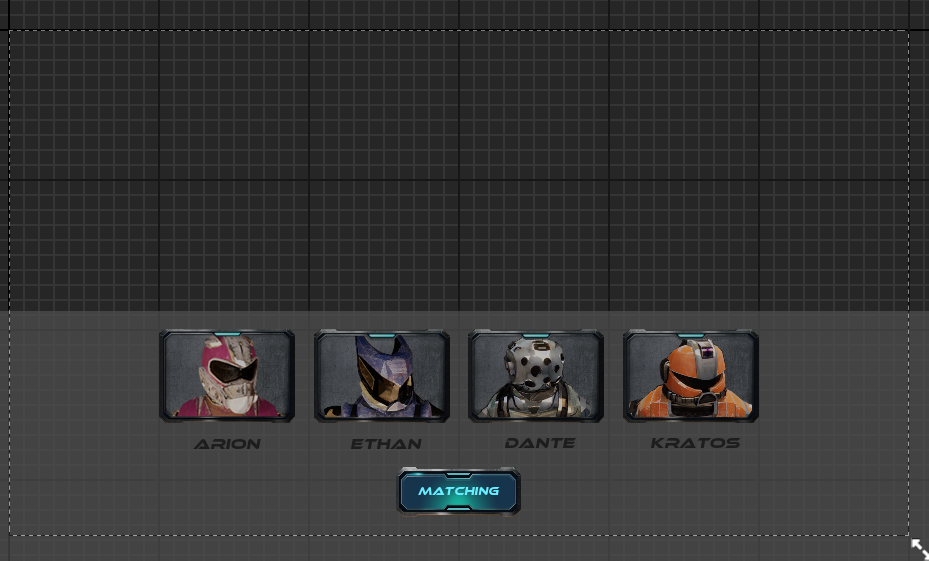 ARION
ETHAN
DANTE
KRATOS
MATCHING